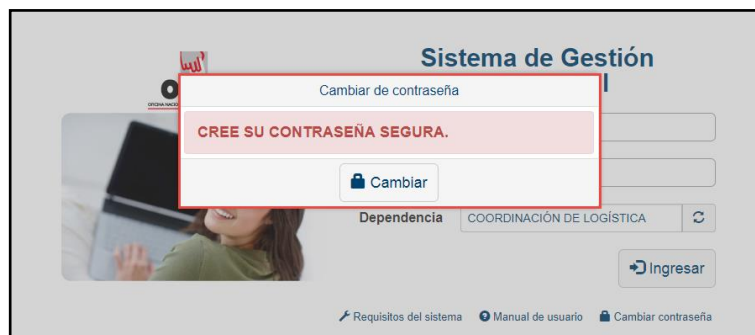 Sistema de Gestión
Cambiar de contraseña
CREE SU CONTRASEÑA SEGURA.
Cambiar
Dependencia
COORDINACIÓN DE LOGÍSTICA
Ingresar
Requisitos del sistema
Manual de usuario
Cambiar contraseña